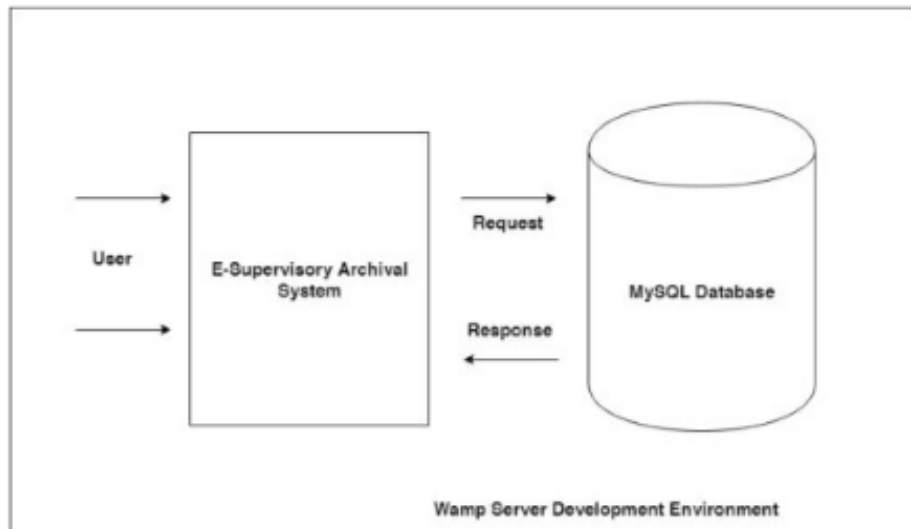 Request
User
E-Supervisory Archival
System
MySQL Database
Response
Wamp Server Development Environment